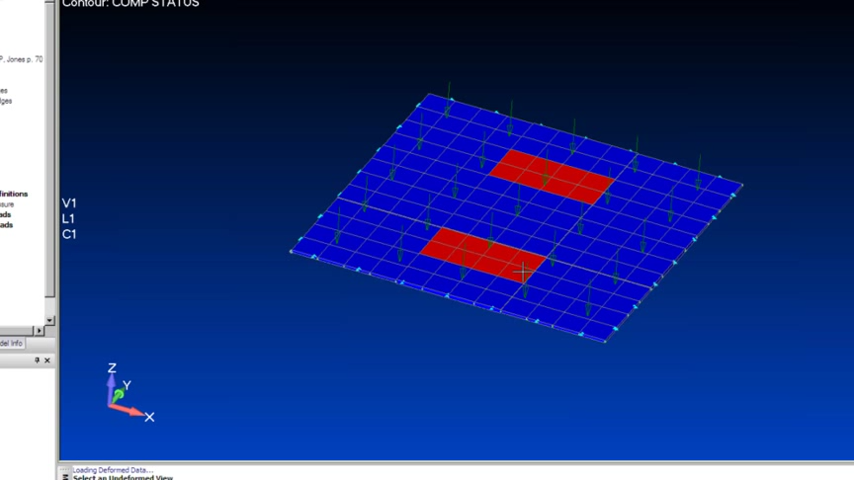 Contour: COMP STATUS
P, Jones p. 70
es
dges
finitions
sure
ads
ads
V1
L1
C1
del Info
Z
Y
X
Loading Deformed Data...
Select an Undeformed View